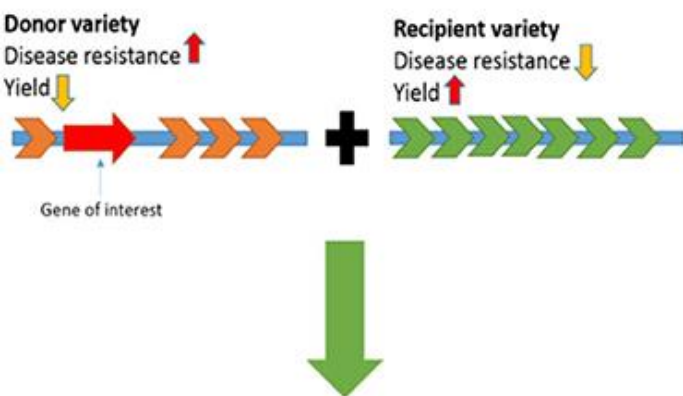 Donor variety
Disease resistance
Yield
Gene of interest
Recipient variety
Disease resistance
Yield